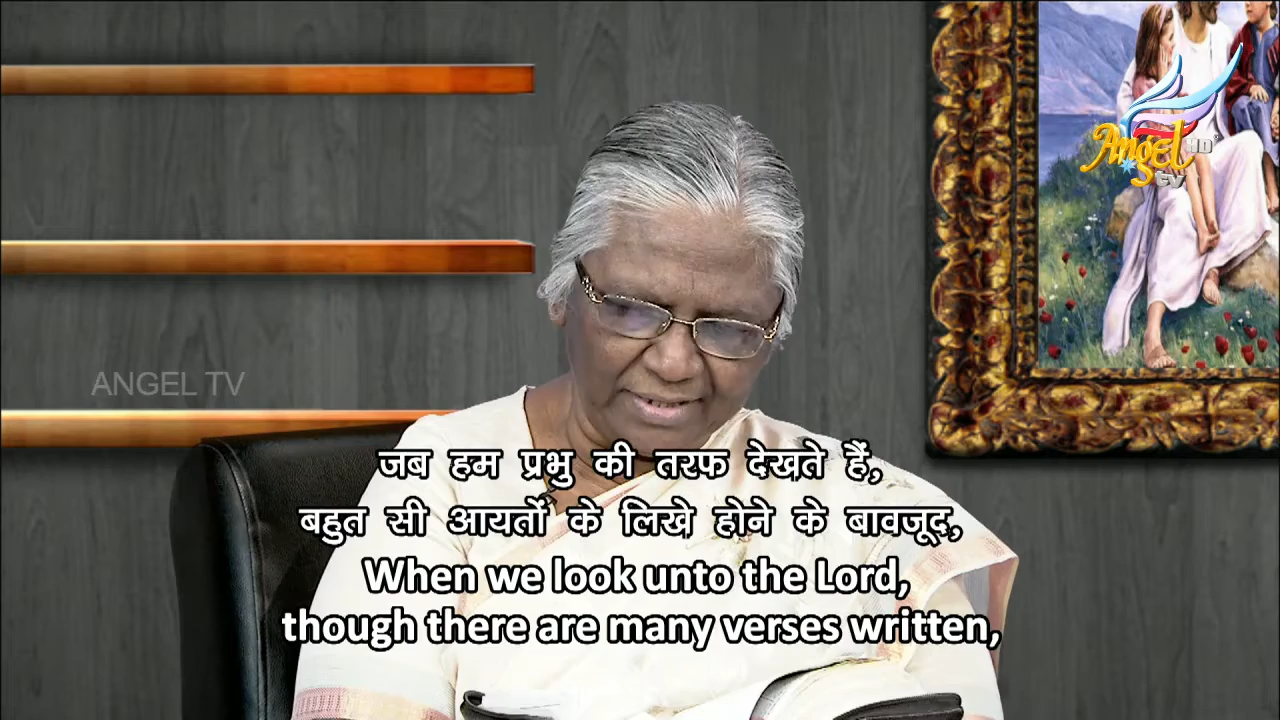 Angel HD
tv
ANGEL TV
जब हम प्रभु की तरफ देखते हैं,
बहुत सी आयतों के लिखे होने के बावजूद,
When we look unto the Lord,
though there are many verses written,